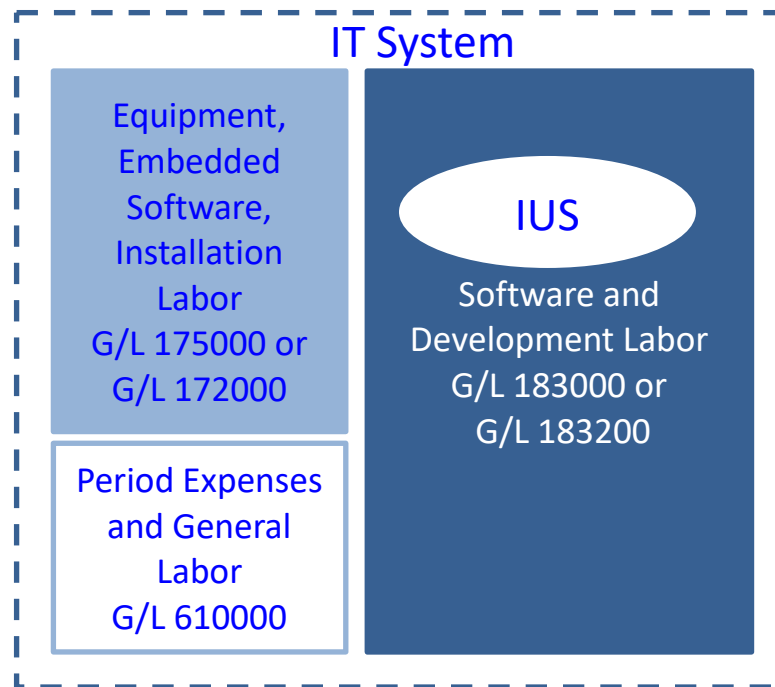 IT System
Equipment,
Embedded
Software,
Installation
Labor
G/L 175000 or
G/L 172000
Period Expenses
and General
Labor
G/L 610000
IUS
Software and
Development Labor
G/L 183000 or
G/L 183200